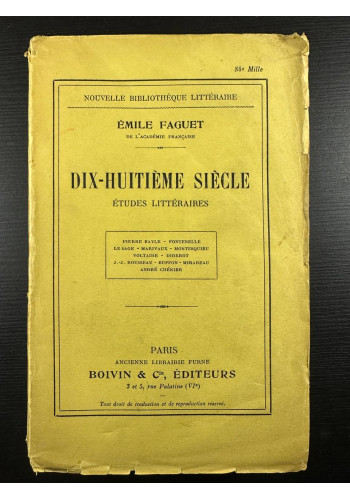 84e Mille
NOUVELLE BIBLIOTHÈQUE LITTÉRAIRE
ÉMILE FAGUET
DE L'ACADÉMIE FRANÇAISE
DIX-HUITIÈME SIÈCLE
ÉTUDES LITTÉRAIRES
PIERRE BAYLE - FONTENELLE
LE SAGE - MARIVAUX - MONTESQUIEU
VOLTAIRE - DIDEROT
J.-J. ROUSSEAU - BUFFON - MIRABEAU
ANDRÉ CHÉNIER
PARIS
ANCIENNE LIBRAIRIE FURNE
BOIVIN & Cie, ÉDITEURS
3 et 5, rue Palatine (VIe)
Tout droit de traduction et de reproduction réservé.